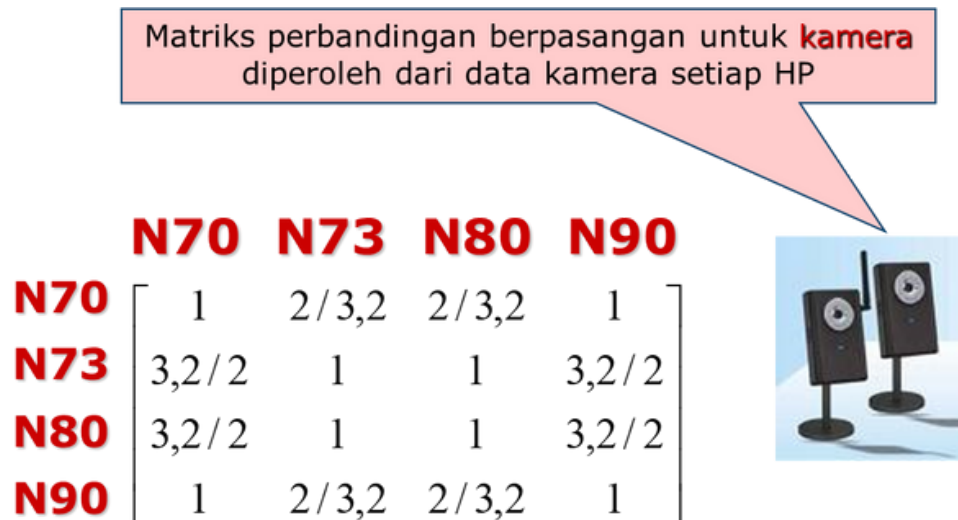 Matriks perbandingan berpasangan untuk kamera
diperoleh dari data kamera setiap HP
N70 N73 N80 N90
N70 1 2/3,2 2/3,2 1
N73 3,2/2 1 1 3,2/2
N80 3,2/2 1 1 3,2/2
N90 1 2/3,2 2/3,2 1